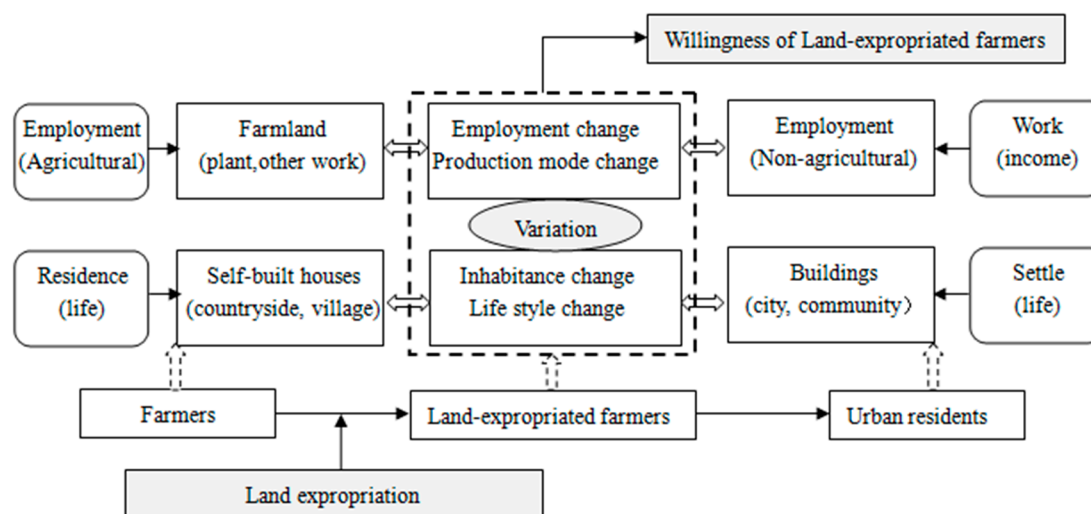 Willingness of Land-expropriated farmers
Employment
(Agricultural)
Farmland
(plant,other work)
Employment change
Production mode change
Employment
(Non-agricultural)
Work
(income)
Variation
Residence
(life)
Self-built houses
(countryside, village)
Inhabitance change
Life style change
Buildings
(city, community）
Settle
(life)
Farmers
Land-expropriated farmers
Urban residents
Land expropriation